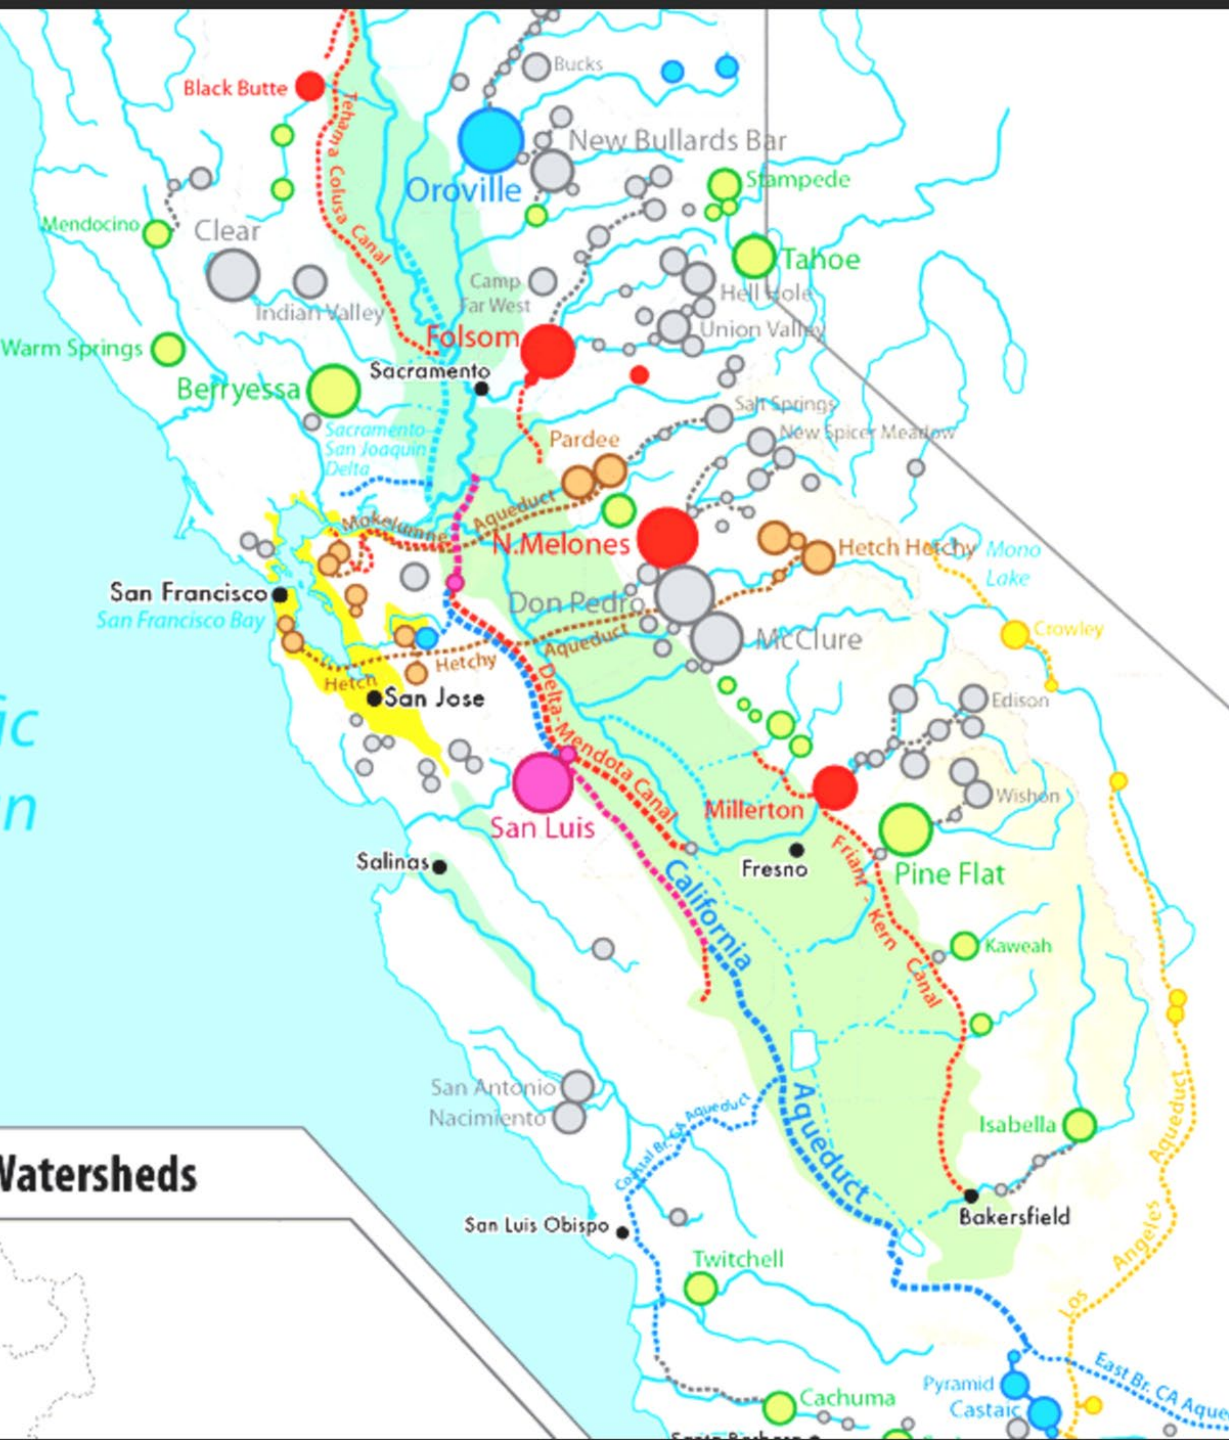 Bucks
Black Butte
Tehama Colusa Canal
New Bullards Bar
Oroville
Stampede
Mendocino
Clear
Tahoe
Camp
Far West
Hell Hole
Indian Valley
Union Valley
Folsom
Warm Springs
Sacramento
Berryessa
Salt Springs
Sacramento-
San Joaquin
Delta
Pardee
New Spicer Meadow
Mokelumne
Aqueduct
N.Melones
Hetch Hetchy
Mono
Lake
San Francisco
San Francisco Bay
Don Pedro
Crowley
McClure
Hetch
Hetchy
Aqueduct
San Jose
Delta-Mendota Canal
Edison
ic
n
Wishon
Millerton
San Luis
Friant - Kern Canal
Salinas
Fresno
Pine Flat
California
Aqueduct
Kaweah
San Antonio
Nacimiento
Coastal Br. CA Aqueduct
Isabella
Watersheds
Los
Angeles
Aqueduct
San Luis Obispo
Bakersfield
Twitchell
East Br. CA Aque
Pyramid
Castaic
Cachuma